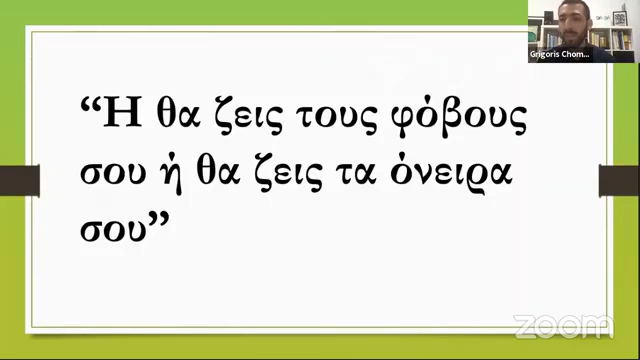 “Η θα ζεις τους φόβους
σου ή θα ζεις τα όνειρα
σου”
Grigoris Chom...
zoom